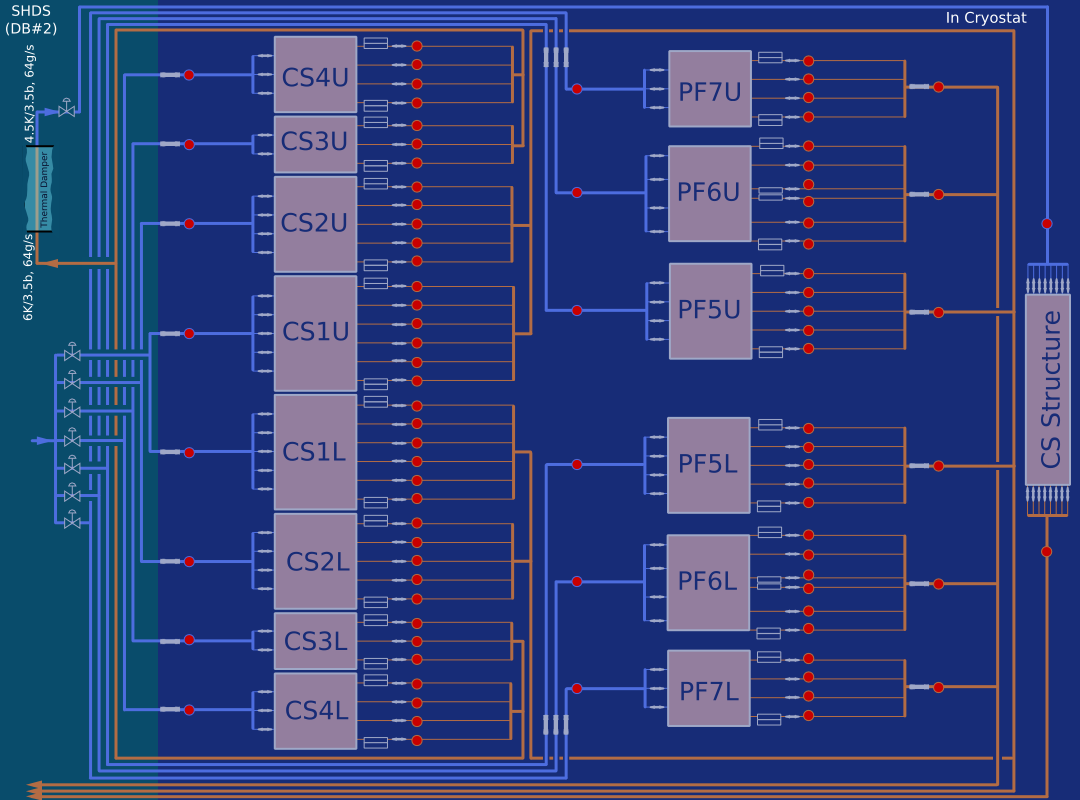 SHDS
(DB#2)
In Cryostat
4.5K/3.5b, 64g/s
Thermal Damper
6K/3.5b, 64g/s
CS4U
CS3U
CS2U
CS1U
CS1L
CS2L
CS3L
CS4L
PF7U
PF6U
PF5U
PF5L
PF6L
PF7L
CS Structure